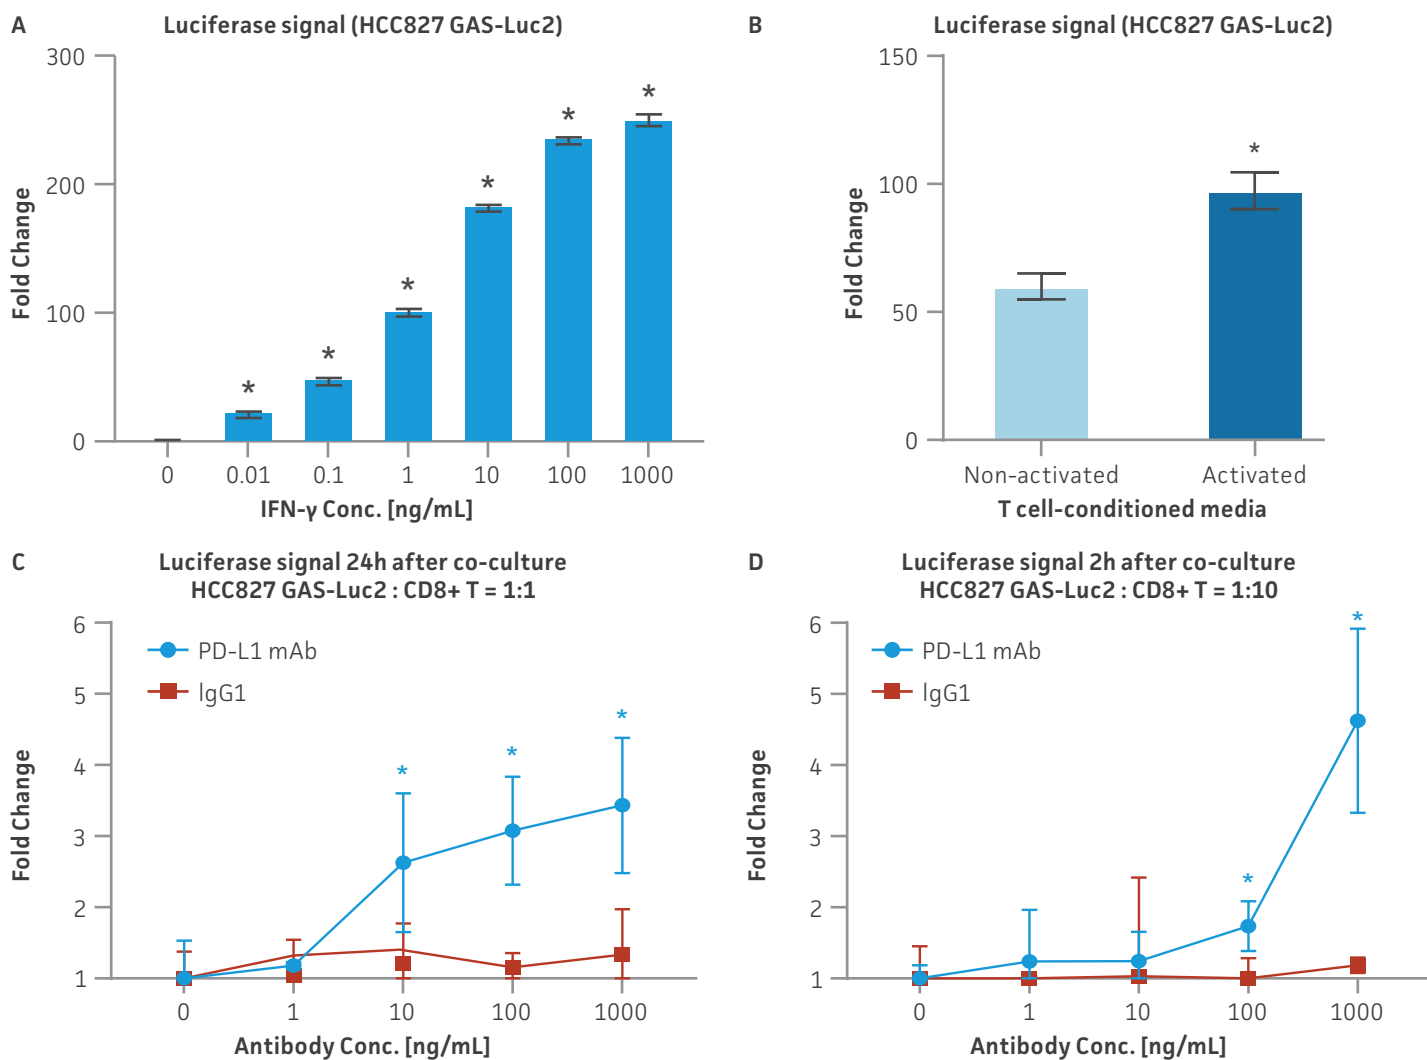 A
Luciferase signal (HCC827 GAS-Luc2)
Fold Change
300
200
100
0
* * * * * *
0 0.01 0.1 1 10 100 1000
IFN-γ Conc. [ng/mL]
B
Luciferase signal (HCC827 GAS-Luc2)
Fold Change
150
100
50
0
*
Non-activated Activated
T cell-conditioned media
C
Luciferase signal 24h after co-culture
HCC827 GAS-Luc2 : CD8+ T = 1:1
Fold Change
6
5
4
3
2
1
PD-L1 mAb
IgG1
* * *
0 1 10 100 1000
Antibody Conc. [ng/mL]
D
Luciferase signal 2h after co-culture
HCC827 GAS-Luc2 : CD8+ T = 1:10
Fold Change
6
5
4
3
2
1
PD-L1 mAb
IgG1
* *
0 1 10 100 1000
Antibody Conc. [ng/mL]